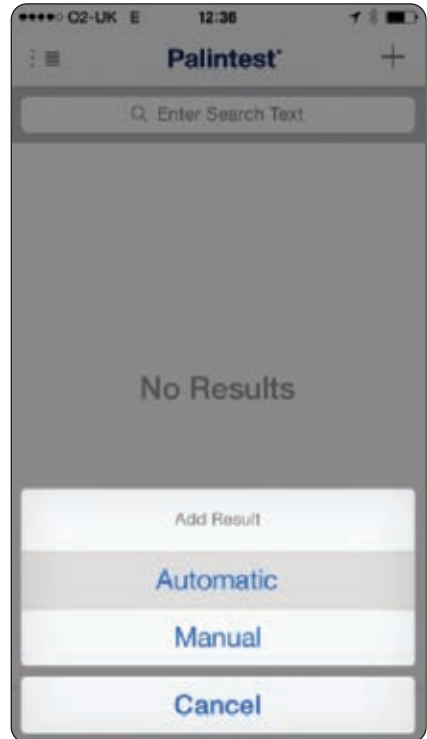 O2-UK E 12:36
Palintest
Enter Search Text
No Results
Add Result
Automatic
Manual
Cancel